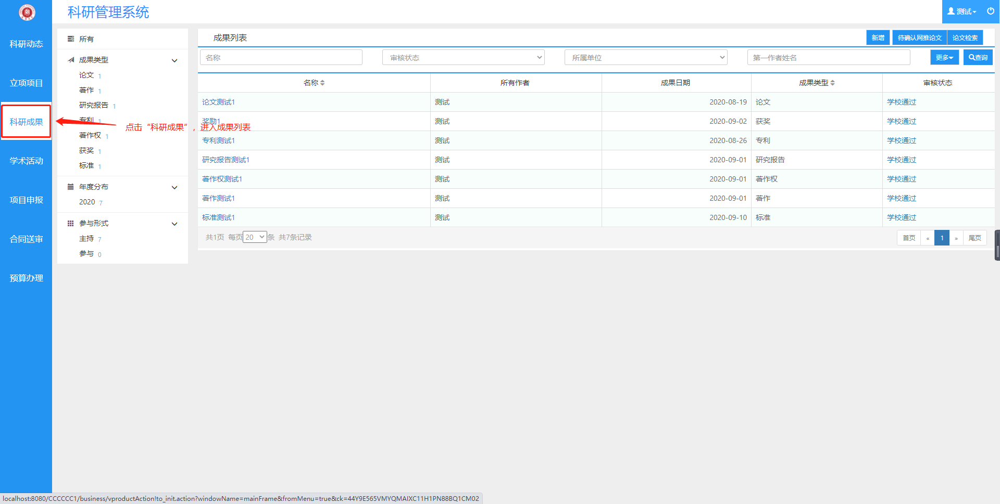 科研管理系统
测试
科研动态
立项项目
科研成果
学术活动
项目申报
合同送审
预算办理
所有
成果类型
论文 1
著作 1
研究报告 1
专利 1
著作权 1
获奖 1
标准 1
年度分布
2020 7
参与形式
主持 7
参与 0
点击“科研成果”，进入成果列表
成果列表
新增 待确认网推论文 论文检索
名称 审核状态 所属单位 第一作者姓名 更多 查询
名称 所有作者 成果日期 成果类型 审核状态
论文测试1 测试 2020-08-19 论文 学校通过
奖励1 测试 2020-09-02 获奖 学校通过
专利测试1 测试 2020-08-26 专利 学校通过
研究报告测试1 测试 2020-09-01 研究报告 学校通过
著作权测试1 测试 2020-09-01 著作权 学校通过
著作测试1 测试 2020-09-01 著作 学校通过
标准测试1 测试 2020-09-10 标准 学校通过
共1页 每页 20 条 共7条记录
首页 « 1 » 尾页
localhost:8080/CCCCCC1/business/vproductAction!to_init.action?windowName=mainFrame&fromMenu=true&ck=44Y9E565VMYQMAIXC11H1PN88BQ1CM02